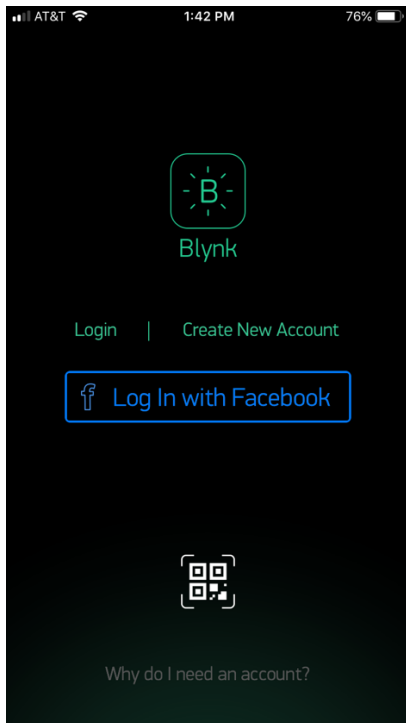 AT&T 1:42 PM 76%
B
Blynk
Login | Create New Account
f Log In with Facebook
Why do I need an account?